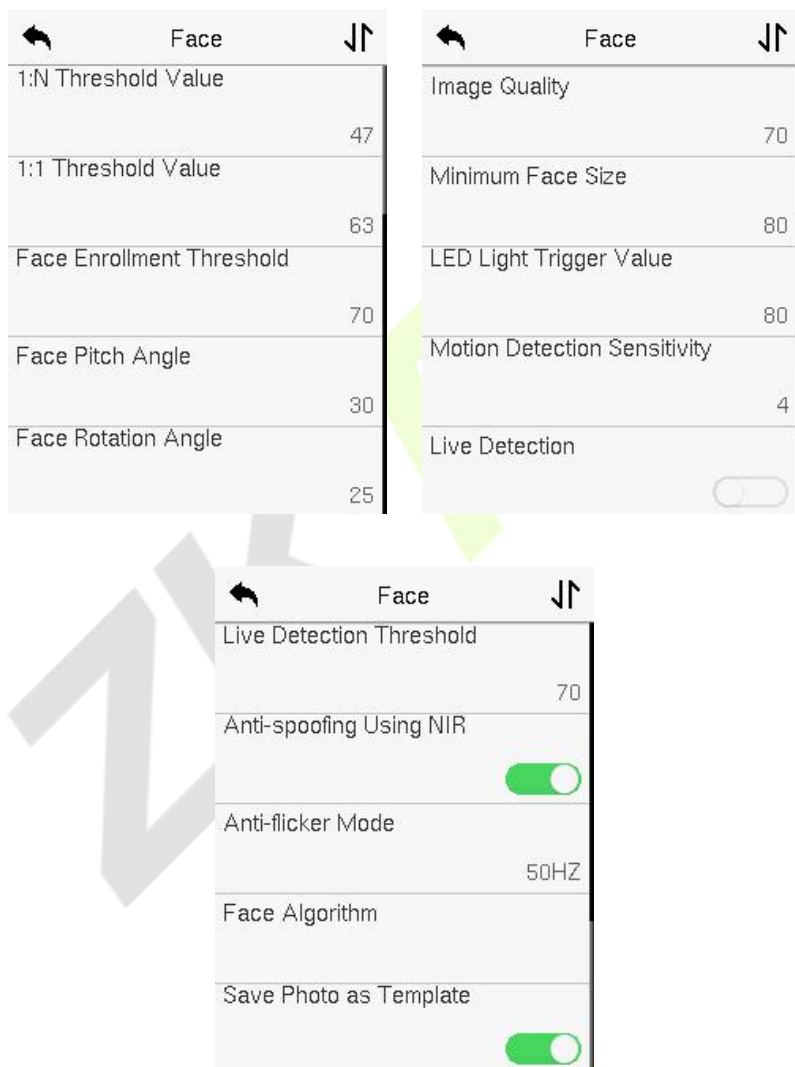 Face
1:N Threshold Value
47
1:1 Threshold Value
63
Face Enrollment Threshold
70
Face Pitch Angle
30
Face Rotation Angle
25
Face
Image Quality
70
Minimum Face Size
80
LED Light Trigger Value
80
Motion Detection Sensitivity
4
Live Detection
Face
Live Detection Threshold
70
Anti-spoofing Using NIR
Anti-flicker Mode
50HZ
Face Algorithm
Save Photo as Template